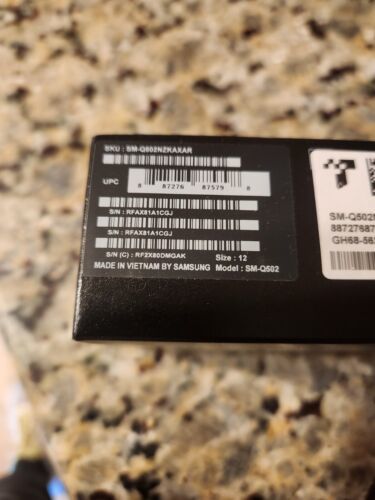 SKU : SM-Q502NZKAXAR
UPC
8 87276 87579 8
S/N : RFAX81A1CGJ
S/N : RFAX81A1CGJ
S/N (C) : RF2X80DMGAK Size : 12
MADE IN VIETNAM BY SAMSUNG Model : SM-Q502
SM-Q502
88727687
GH68-56